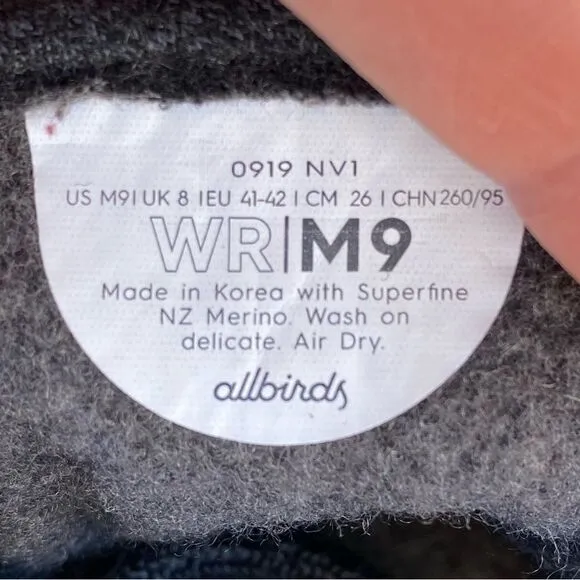 0919 NV1
US M9 | UK 8 | EU 41-42 | CM 26 | CHN 260/95
WR|M9
Made in Korea with Superfine
NZ Merino. Wash on
delicate. Air Dry.
allbirds